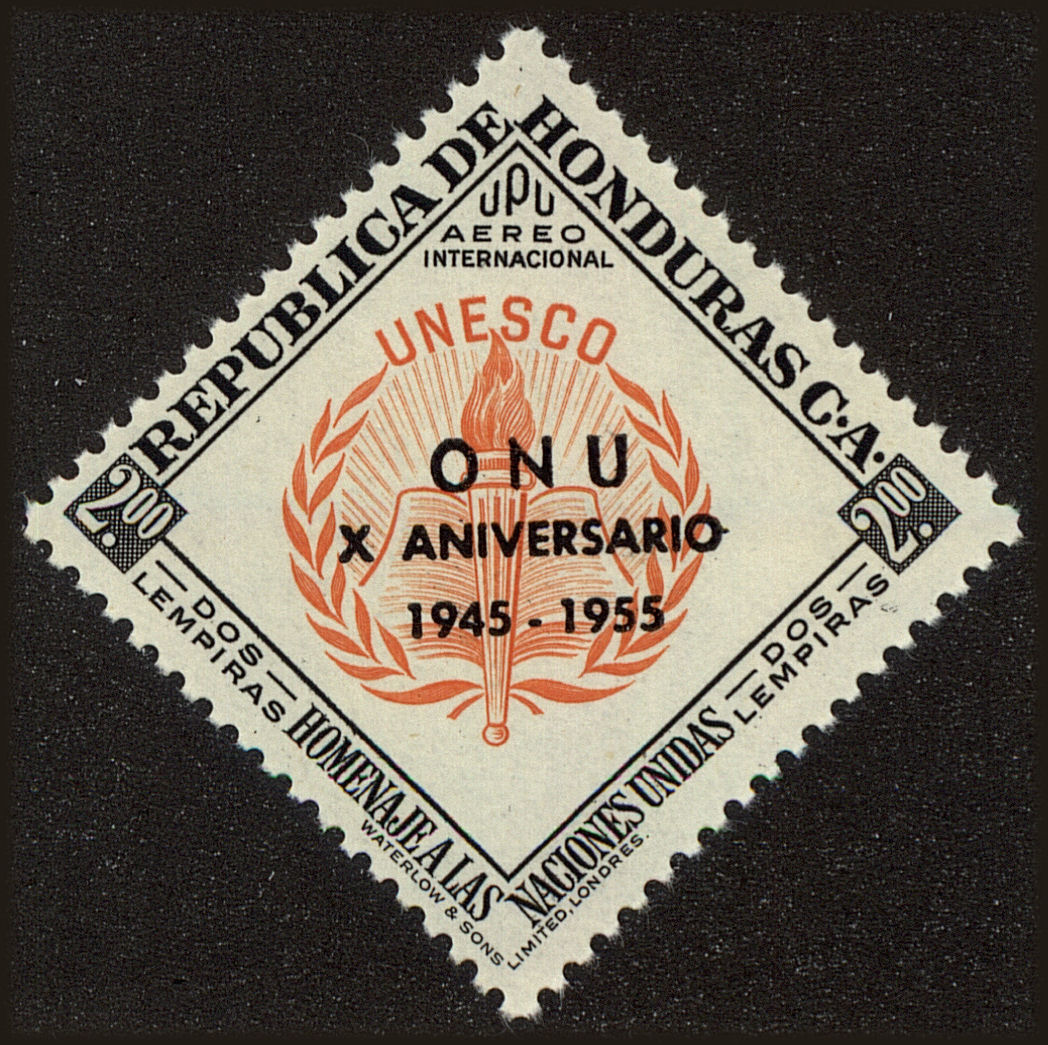 REPUBLICA DE HONDURAS C.A.
UPU
AEREO
INTERNACIONAL
UNESCO
O N U
X ANIVERSARIO
1945 - 1955
2.00
2.00
DOS
LEMPIRAS
DOS
LEMPIRAS
HOMENAJE A LAS NACIONES UNIDAS
WATERLOW & SONS LIMITED, LONDRES.